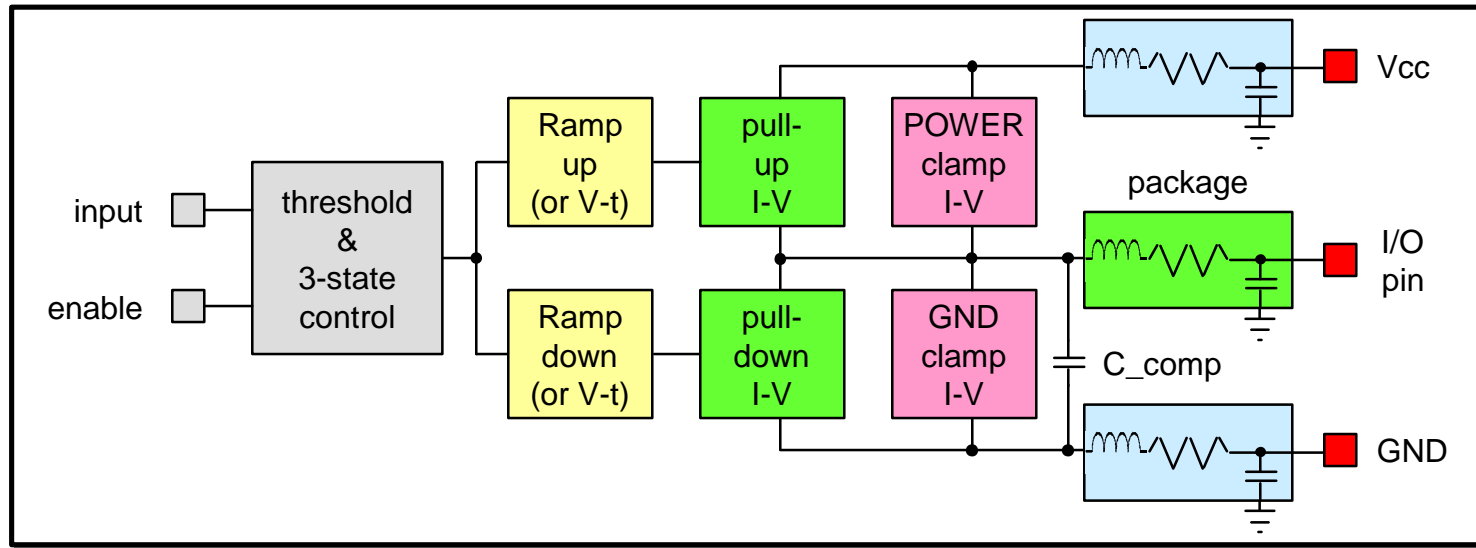 input
enable
threshold
&
3-state
control
Ramp
up
(or V-t)
Ramp
down
(or V-t)
pull-
up
I-V
pull-
down
I-V
POWER
clamp
I-V
GND
clamp
I-V
C_comp
package
Vcc
I/O
pin
GND